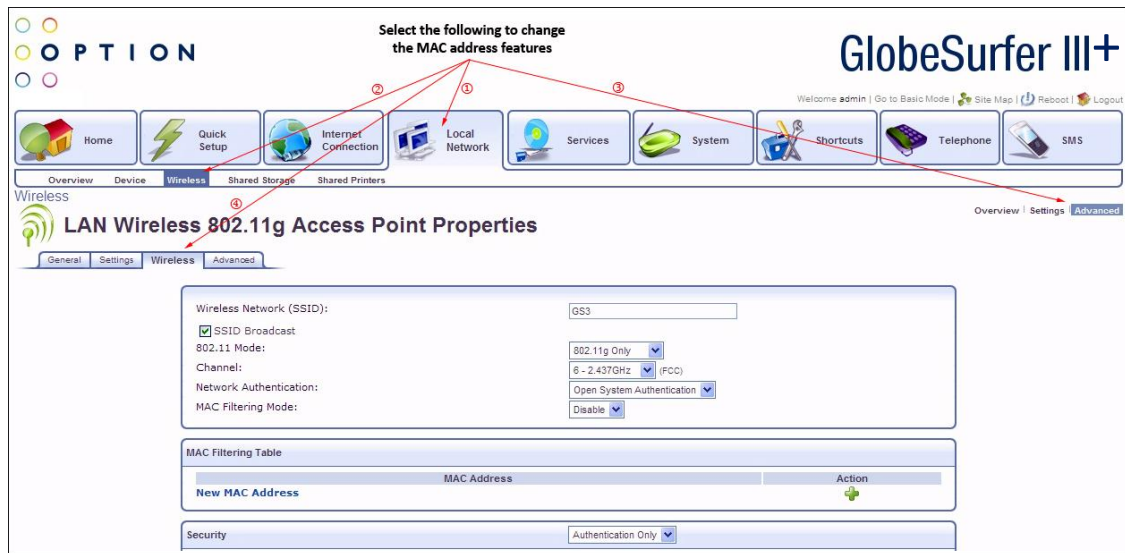 OPTION
Select the following to change
the MAC address features
GlobeSurfer III+
② ① ③
Welcome admin | Go to Basic Mode | Site Map | Reboot | Logout
Home
Quick Setup
Internet Connection
Local Network
Services
System
Shortcuts
Telephone
SMS
Overview Device Wireless Shared Storage Shared Printers
Wireless
④
Overview | Settings | Advanced
LAN Wireless 802.11g Access Point Properties
General Settings Wireless Advanced
Wireless Network (SSID): GS3
SSID Broadcast
802.11 Mode: 802.11g Only
Channel: 6 - 2.437GHz (FCC)
Network Authentication: Open System Authentication
MAC Filtering Mode: Disable
MAC Filtering Table
MAC Address Action
New MAC Address
Security Authentication Only